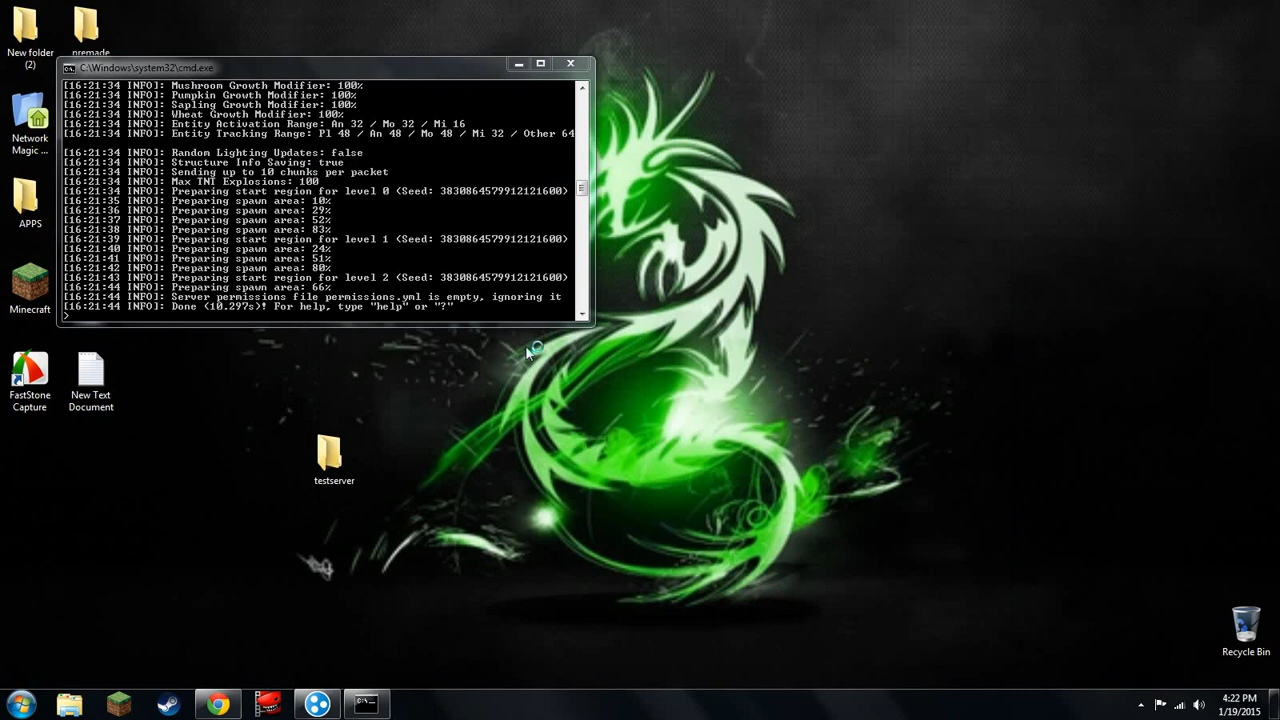 New folder
(2)
premade
C:\Windows\system32\cmd.exe
[16:21:34 INFO]: Mushroom Growth Modifier: 100%
[16:21:34 INFO]: Pumpkin Growth Modifier: 100%
[16:21:34 INFO]: Sapling Growth Modifier: 100%
[16:21:34 INFO]: Wheat Growth Modifier: 100%
[16:21:34 INFO]: Entity Activation Range: An 32 / Mo 32 / Mi 16
[16:21:34 INFO]: Entity Tracking Range: Pl 48 / An 48 / Mo 48 / Mi 32 / Other 64
[16:21:34 INFO]: Random Lighting Updates: false
[16:21:34 INFO]: Structure Info Saving: true
[16:21:34 INFO]: Sending up to 10 chunks per packet
[16:21:34 INFO]: Max TNT Explosions: 100
[16:21:34 INFO]: Preparing start region for level 0 (Seed: 3830864579912121600)
[16:21:35 INFO]: Preparing spawn area: 10%
[16:21:36 INFO]: Preparing spawn area: 29%
[16:21:37 INFO]: Preparing spawn area: 52%
[16:21:38 INFO]: Preparing spawn area: 83%
[16:21:39 INFO]: Preparing start region for level 1 (Seed: 3830864579912121600)
[16:21:40 INFO]: Preparing spawn area: 24%
[16:21:41 INFO]: Preparing spawn area: 51%
[16:21:42 INFO]: Preparing spawn area: 80%
[16:21:43 INFO]: Preparing start region for level 2 (Seed: 3830864579912121600)
[16:21:44 INFO]: Preparing spawn area: 66%
[16:21:44 INFO]: Server permissions file permissions.yml is empty, ignoring it
[16:21:44 INFO]: Done (10.297s)! For help, type "help" or "?"
>
Network
Magic ...
APPS
Minecraft
FastStone
Capture
New Text
Document
testserver
Recycle Bin
C:\_
4:22 PM
1/19/2015